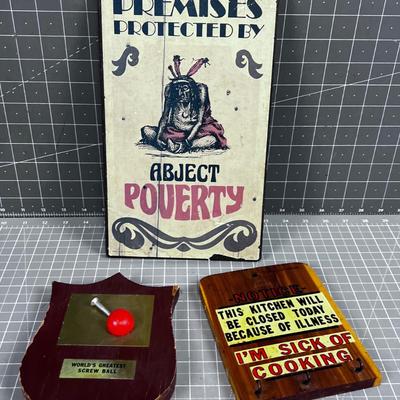 PREMISES
PROTECTED BY
ABJECT
POVERTY
WORLD'S GREATEST
SCREW BALL
-NOTICE-
THIS KITCHEN WILL
BE CLOSED TODAY
BECAUSE OF ILLNESS
I'M SICK OF
COOKING